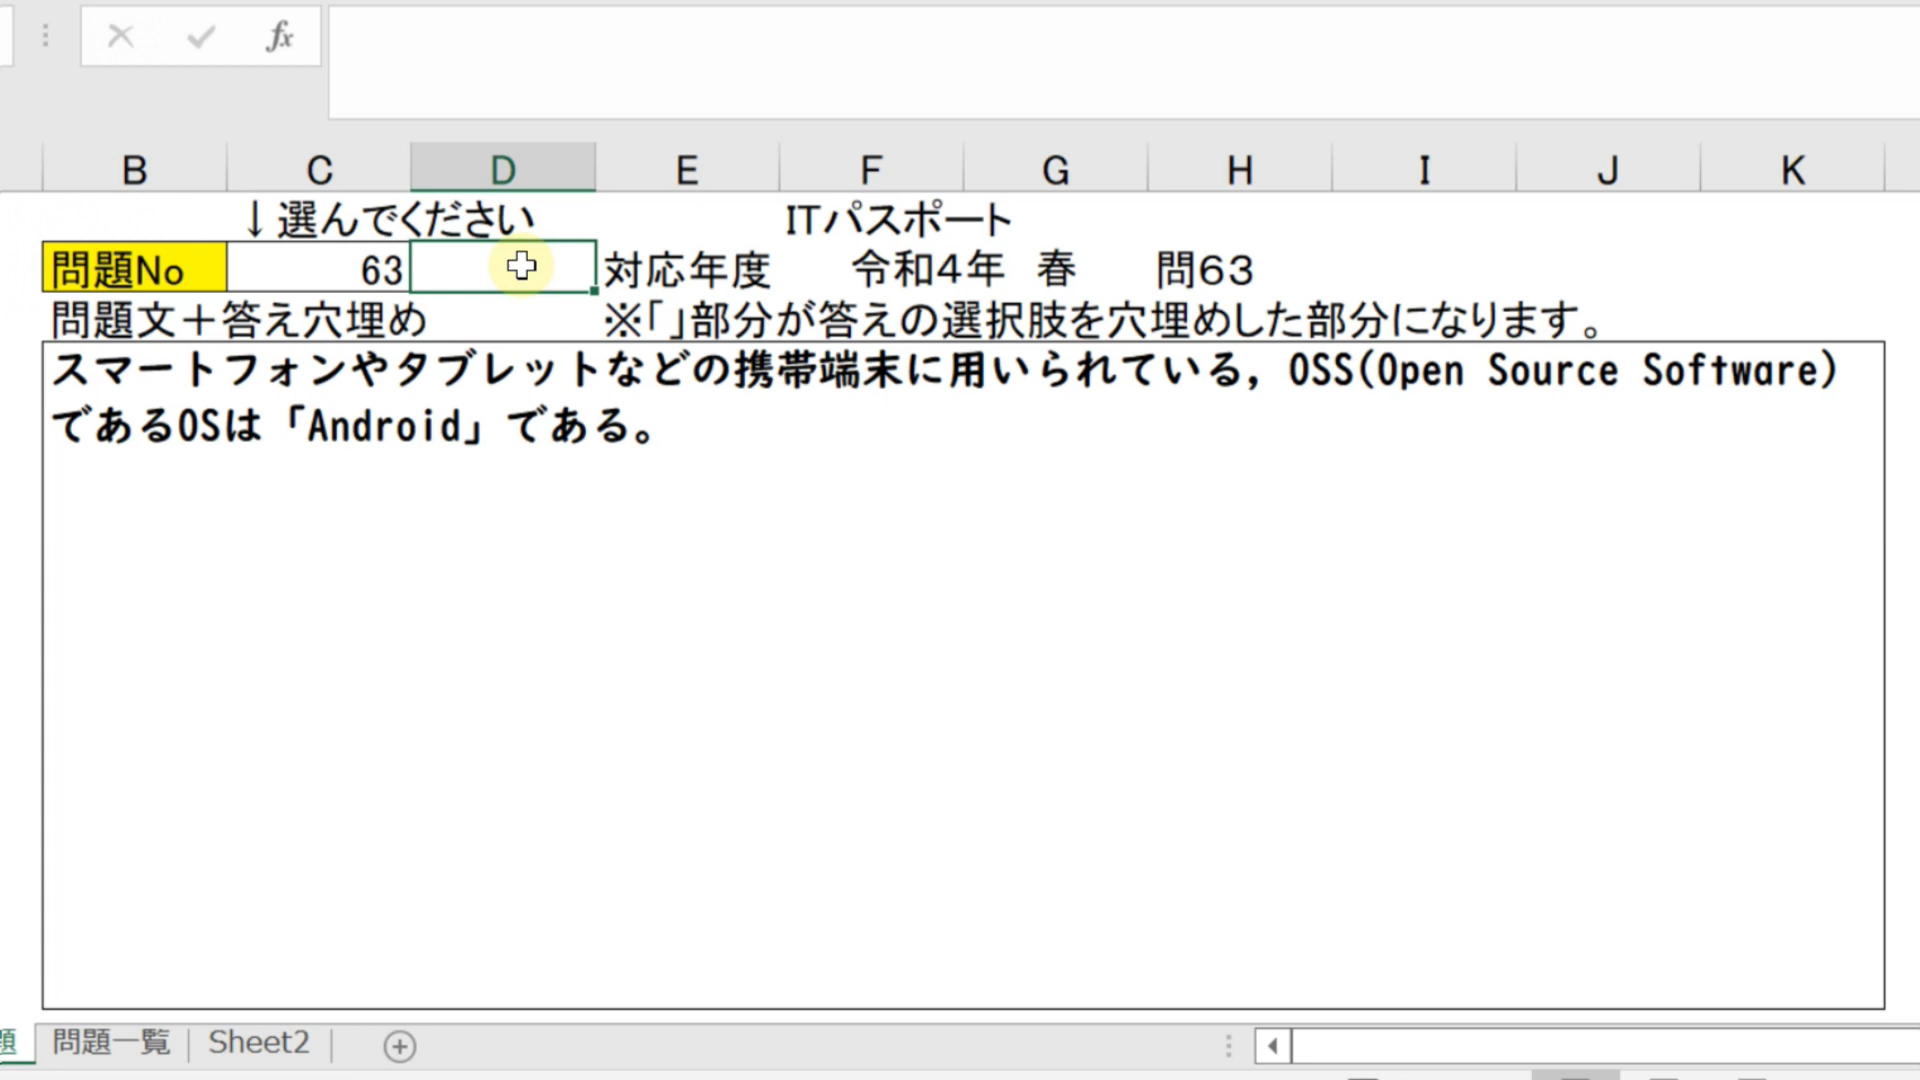 fx
B C D E F G H I J K
↓選んでください ITパスポート
問題No 63 対応年度 令和4年 春 問63
問題文＋答え穴埋め ※「」部分が答えの選択肢を穴埋めした部分になります。
スマートフォンやタブレットなどの携帯端末に用いられている，OSS(Open Source Software)
であるOSは「Android」である。
題 問題一覧 Sheet2